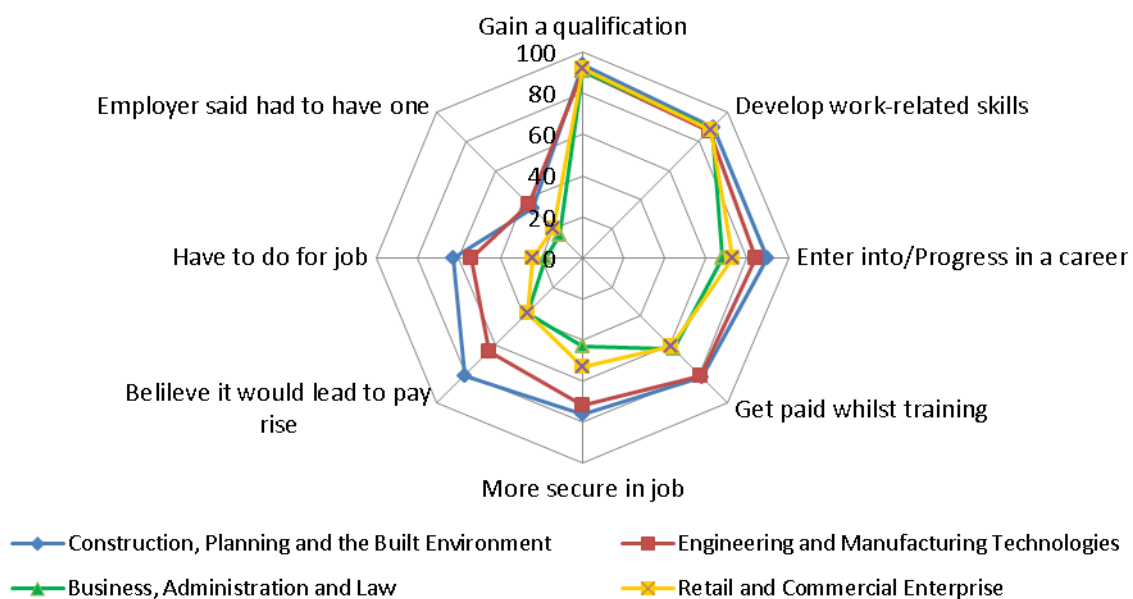 Gain a qualification
100
Employer said had to have one
80
Develop work-related skills
60
40
20
Have to do for job
0
Enter into/Progress in a career
Belileve it would lead to pay
rise
Get paid whilst training
More secure in job
Construction, Planning and the Built Environment
Engineering and Manufacturing Technologies
Business, Administration and Law
Retail and Commercial Enterprise